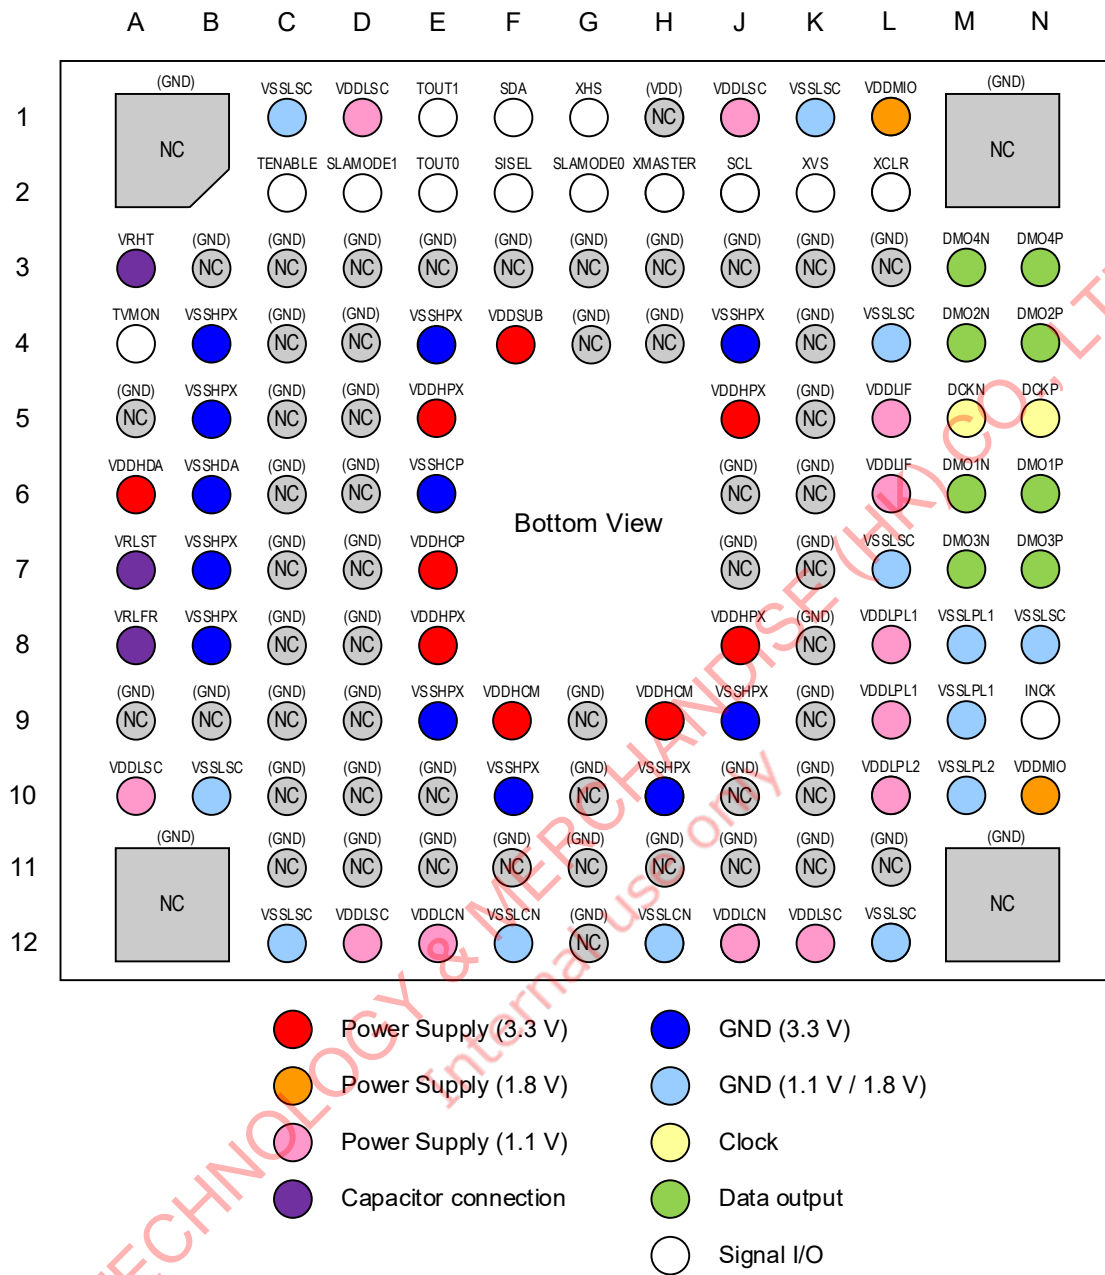 A B C D E F G H J K L M N
(GND) VSSLSC VDDLSC TOUT1 SDA XHS (VDD) VDDLSC VSSLSC VDDMIO (GND)
1 NC
NC NC
TENABLE SLAMODE1 TOUT0 SISEL SLAMODE0 XMASTER SCL XVS XCLR
2
VRHT (GND) (GND) (GND) (GND) (GND) (GND) (GND) (GND) (GND) (GND) DMO4N DMO4P
3 NC NC NC NC NC NC NC NC NC NC
TVMON VSSHPX (GND) (GND) VSSHPX VDDSUB (GND) (GND) VSSHPX (GND) VSSLSC DMO2N DMO2P
4 NC NC NC NC NC
(GND) VSSHPX (GND) (GND) VDDHPX VDDHPX (GND) VDDLIF DCKN DCKP
5 NC NC NC NC
VDDHDA VSSHDA (GND) (GND) VSSHCP (GND) (GND) VDDLIF DMO1N DMO1P
6 NC NC NC NC
Bottom View
VRLST VSSHPX (GND) (GND) VDDHCP (GND) (GND) VSSLSC DMO3N DMO3P
7 NC NC NC NC
VRLFR VSSHPX (GND) (GND) VDDHPX VDDHPX (GND) VDDLPL1 VSSLPL1 VSSLSC
8 NC NC NC
(GND) (GND) (GND) (GND) VSSHPX VDDHCM (GND) VDDHCM VSSHPX (GND) VDDLPL1 VSSLPL1 INCK
9 NC NC NC NC NC NC
VDDLSC VSSLSC (GND) (GND) (GND) VSSHPX (GND) VSSHPX (GND) (GND) VDDLPL2 VSSLPL2 VDDMIO
10 NC NC NC NC NC NC
(GND) (GND) (GND) (GND) (GND) (GND) (GND) (GND) (GND) (GND) (GND)
11 NC NC NC NC NC NC NC NC NC
NC NC
VSSLSC VDDLSC VDDLCN VSSLCN (GND) VSSLCN VDDLCN VDDLSC VSSLSC
12 NC
Power Supply (3.3 V) GND (3.3 V)
Power Supply (1.8 V) GND (1.1 V / 1.8 V)
Power Supply (1.1 V) Clock
Capacitor connection Data output
Signal I/O
TECHNOLOGY & MERCHANDISE (HK) CO., LT
Internal use only